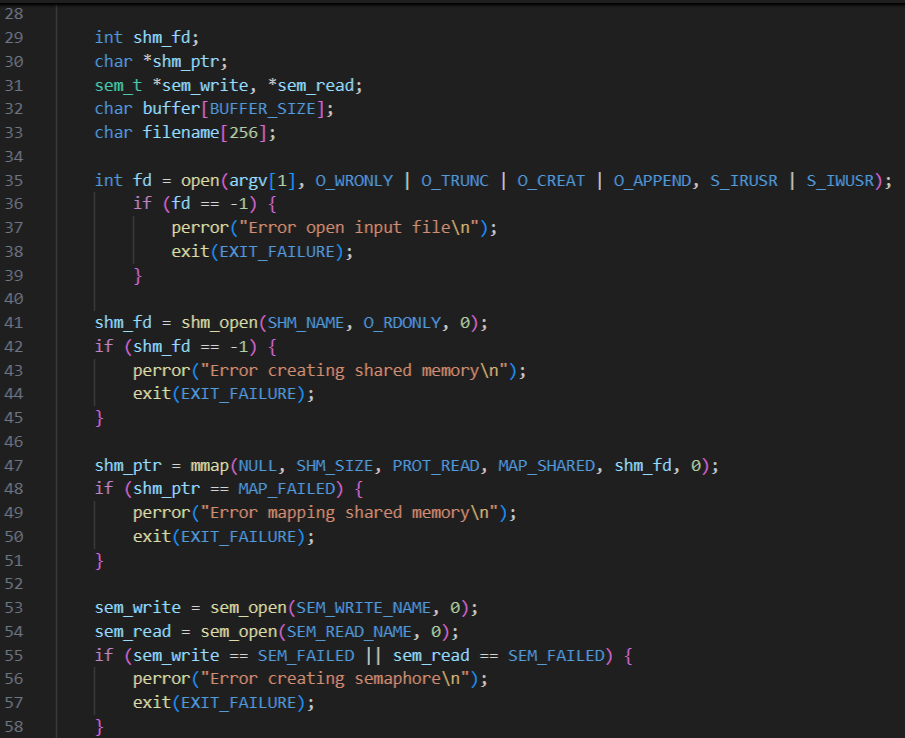 28
29 int shm_fd;
30 char *shm_ptr;
31 sem_t *sem_write, *sem_read;
32 char buffer[BUFFER_SIZE];
33 char filename[256];
34
35 int fd = open(argv[1], O_WRONLY | O_TRUNC | O_CREAT | O_APPEND, S_IRUSR | S_IWUSR);
36     if (fd == -1) {
37         perror("Error open input file\n");
38         exit(EXIT_FAILURE);
39     }
40
41 shm_fd = shm_open(SHM_NAME, O_RDONLY, 0);
42 if (shm_fd == -1) {
43     perror("Error creating shared memory\n");
44     exit(EXIT_FAILURE);
45 }
46
47 shm_ptr = mmap(NULL, SHM_SIZE, PROT_READ, MAP_SHARED, shm_fd, 0);
48 if (shm_ptr == MAP_FAILED) {
49     perror("Error mapping shared memory\n");
50     exit(EXIT_FAILURE);
51 }
52
53 sem_write = sem_open(SEM_WRITE_NAME, 0);
54 sem_read = sem_open(SEM_READ_NAME, 0);
55 if (sem_write == SEM_FAILED || sem_read == SEM_FAILED) {
56     perror("Error creating semaphore\n");
57     exit(EXIT_FAILURE);
58 }